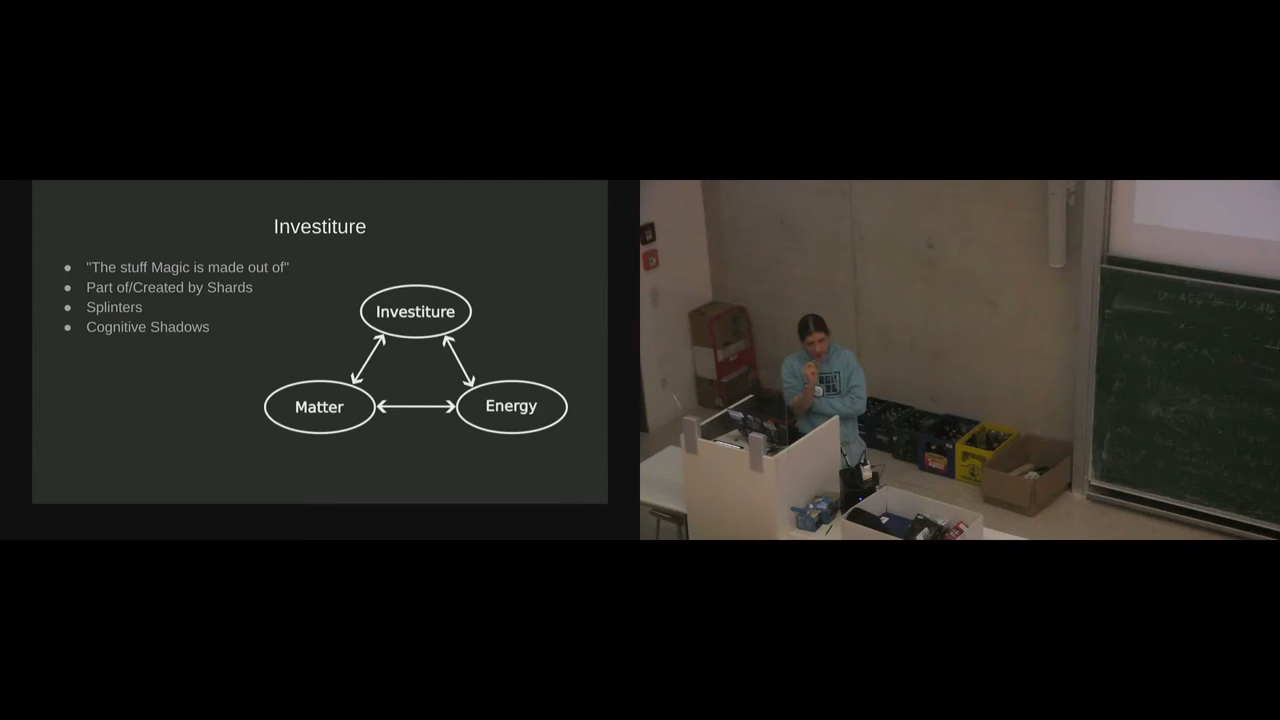 Investiture
"The stuff Magic is made out of"
Part of/Created by Shards
Splinters
Cognitive Shadows
Investiture
Matter
Energy